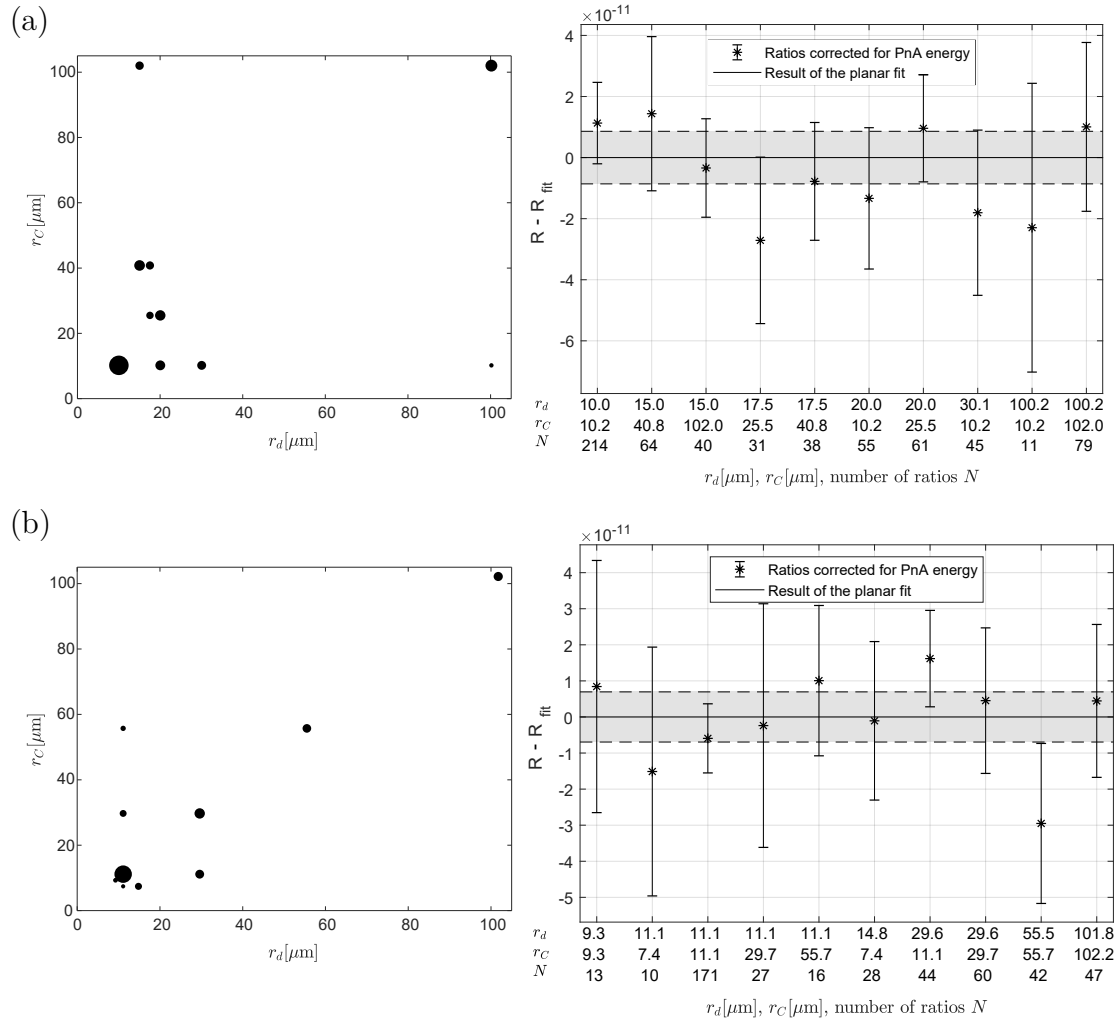 (a)
100
80
60
40
20
0
r_C[μm]
0 20 40 60 80 100
r_d[μm]
×10^-11
4
2
0
-2
-4
-6
R - R_fit
Ratios corrected for PnA energy
Result of the planar fit
r_d 10.0 15.0 15.0 17.5 17.5 20.0 20.0 30.1 100.2 100.2
r_C 10.2 40.8 102.0 25.5 40.8 10.2 25.5 10.2 10.2 102.0
N 214 64 40 31 38 55 61 45 11 79
r_d[μm], r_C[μm], number of ratios N
(b)
100
80
60
40
20
0
r_C[μm]
0 20 40 60 80 100
r_d[μm]
×10^-11
4
3
2
1
0
-1
-2
-3
-4
-5
R - R_fit
Ratios corrected for PnA energy
Result of the planar fit
r_d 9.3 11.1 11.1 11.1 11.1 14.8 29.6 29.6 55.5 101.8
r_C 9.3 7.4 11.1 29.7 55.7 7.4 11.1 29.7 55.7 102.2
N 13 10 171 27 16 28 44 60 42 47
r_d[μm], r_C[μm], number of ratios N